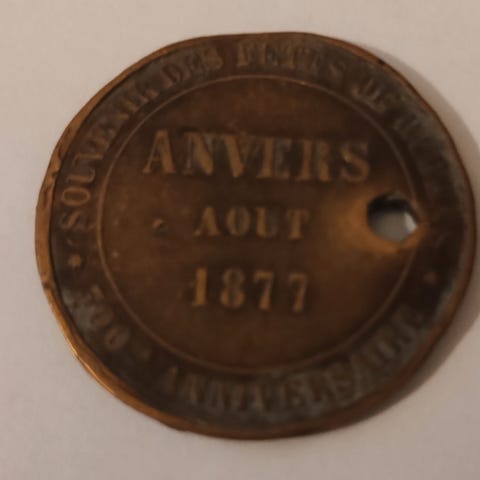 SOUVENIR DES FETES DE
ANVERS
AOUT
1877
300 ANNIVERSAIRE